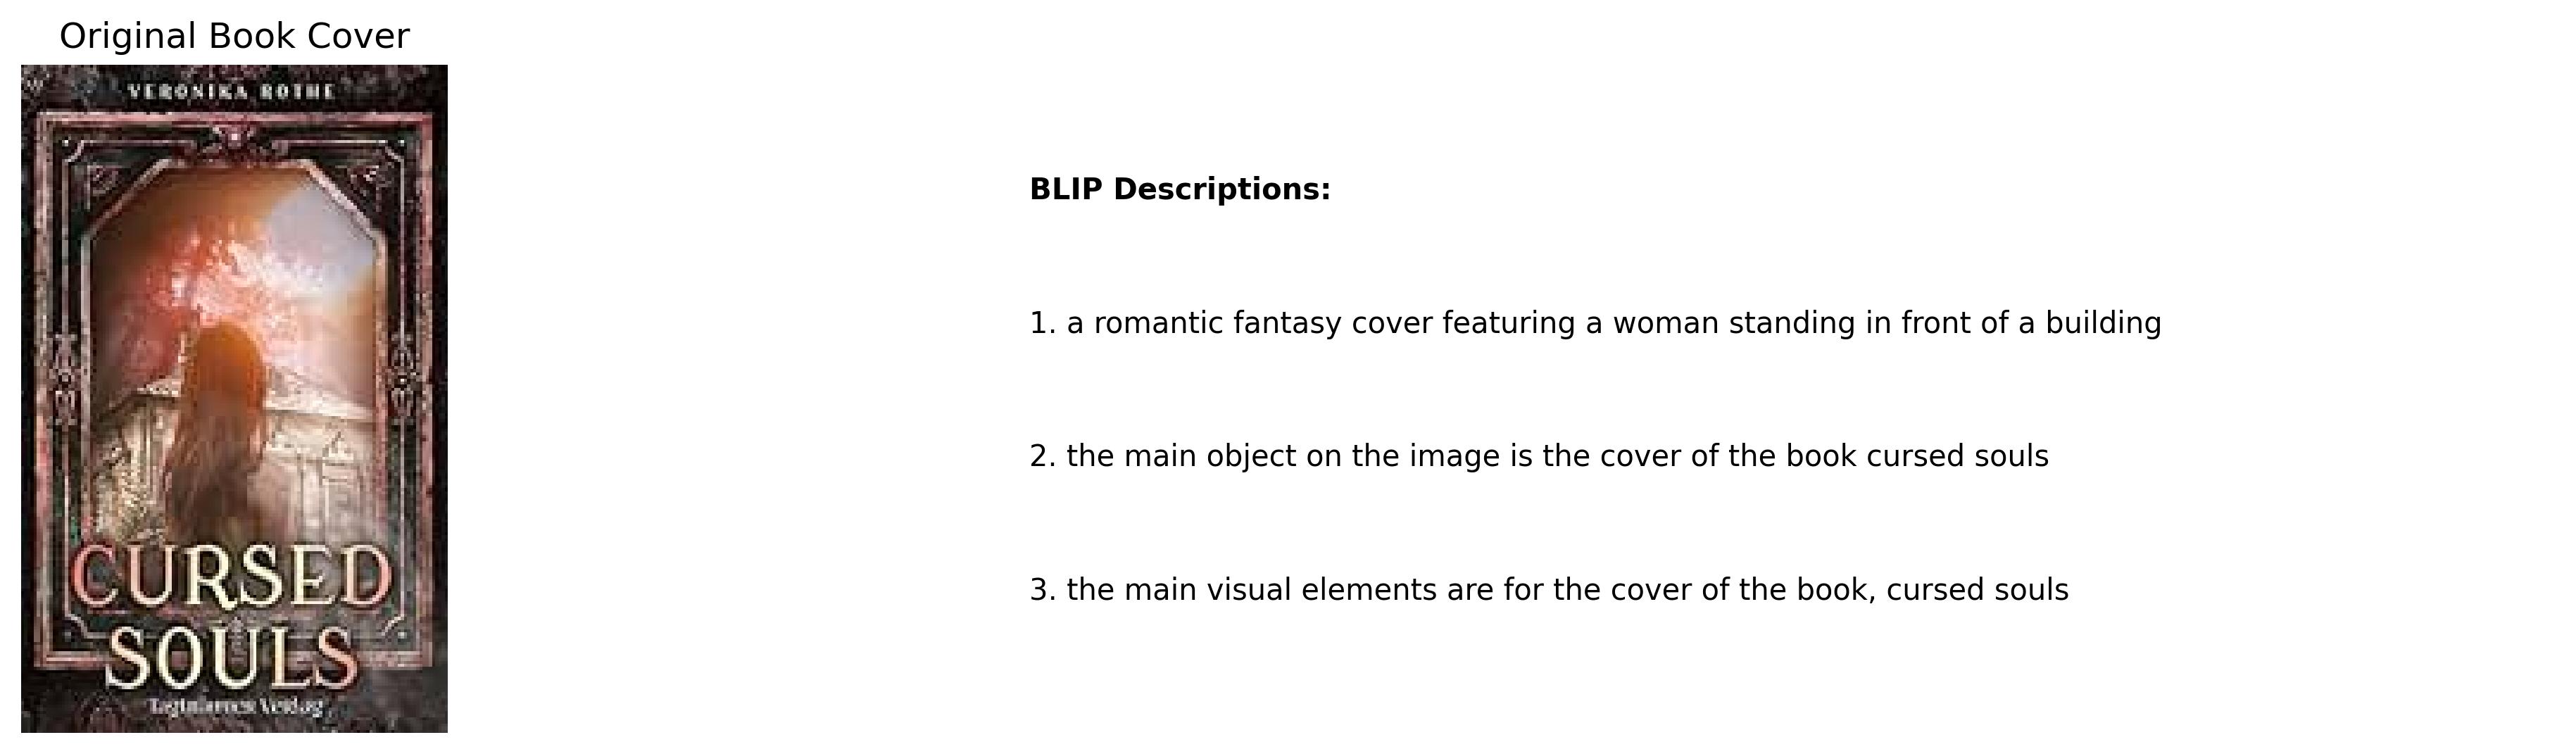 Original Book Cover
VERONIKA ROTHE
CURSED
SOULS
BLIP Descriptions:
1. a romantic fantasy cover featuring a woman standing in front of a building
2. the main object on the image is the cover of the book cursed souls
3. the main visual elements are for the cover of the book, cursed souls